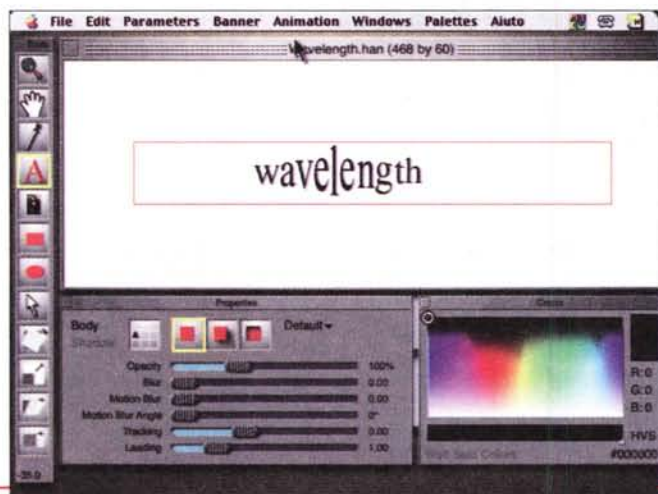 File Edit Parameters Banner Animation Windows Palettes Aiuto
wavelength.han (468 by 60)
wavelength
A
Properties
Body
Default
Opacity 100%
Blur 0.00
Motion Blur 0.00
Motion Blur Angle 0°
Tracking 0.00
Leading 1.00
R: 0
G: 0
B: 0
HVS
#000000